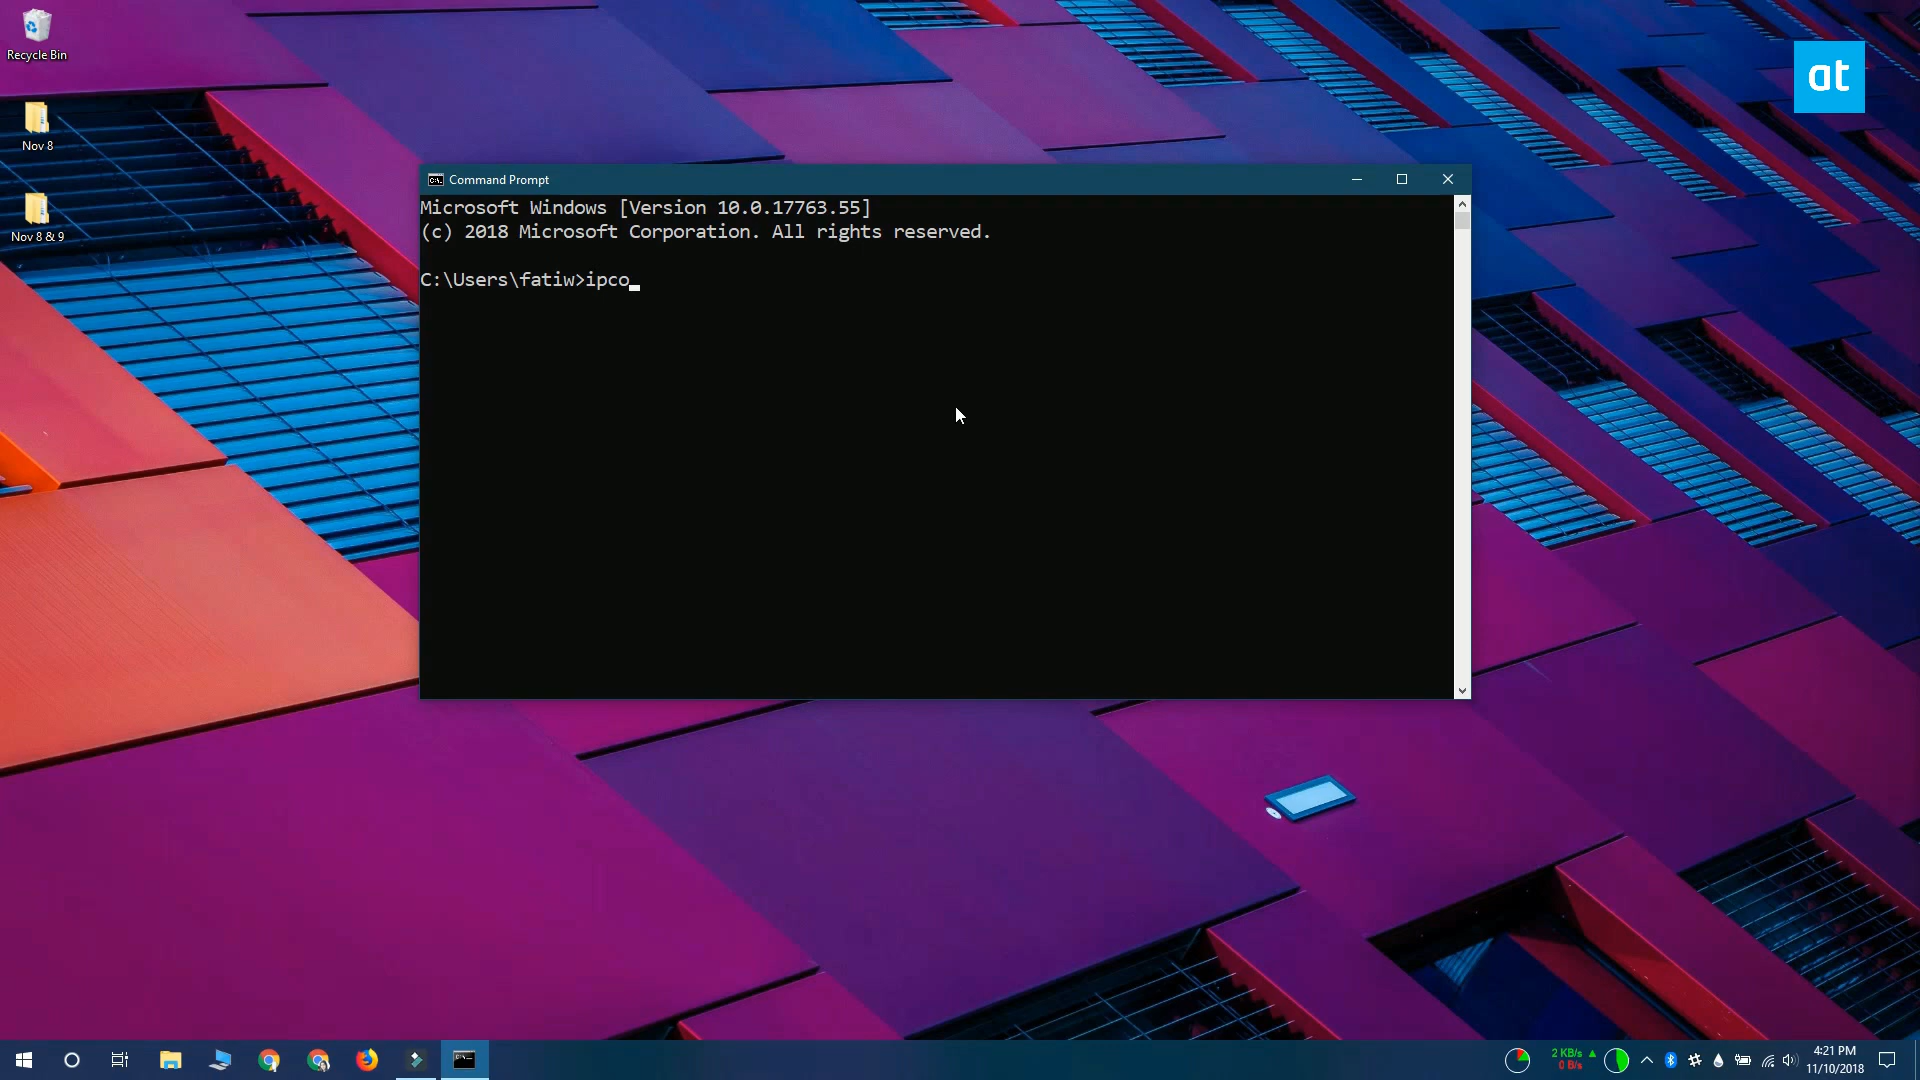 Recycle Bin
at
Nov 8
Nov 8 & 9
Command Prompt
Microsoft Windows [Version 10.0.17763.55]
(c) 2018 Microsoft Corporation. All rights reserved.
C:\Users\fatiw>ipco
2 KB/s
0 B/s
4:21 PM
11/10/2018